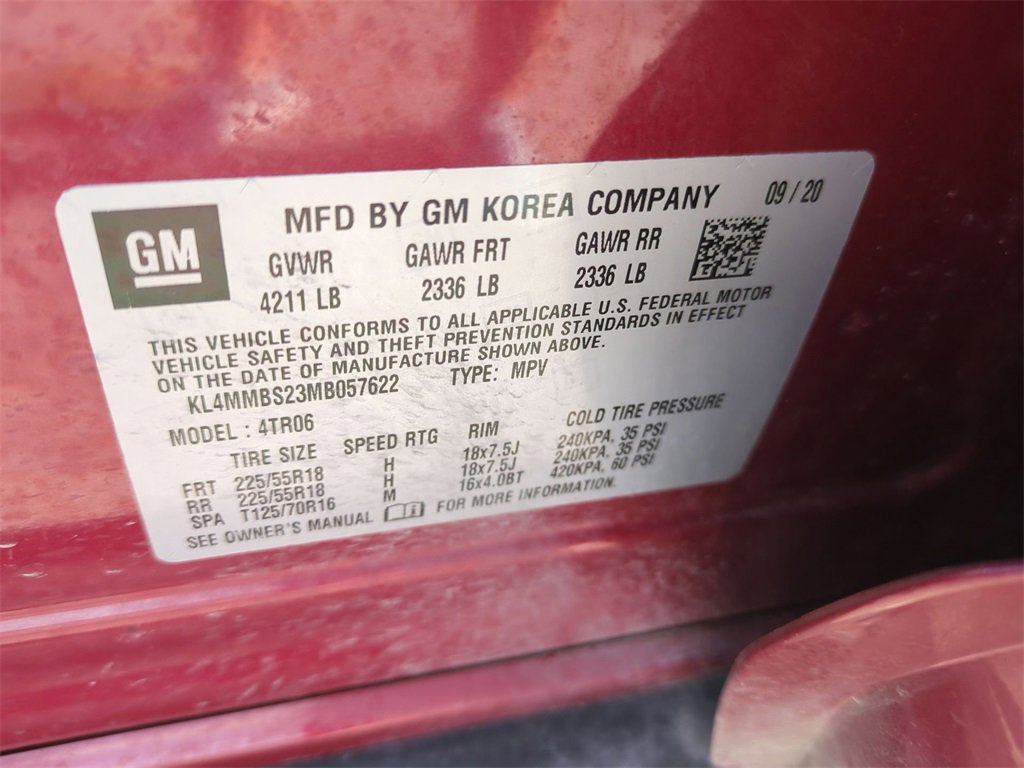 GM
MFD BY GM KOREA COMPANY 09 / 20
GVWR GAWR FRT GAWR RR
4211 LB 2336 LB 2336 LB
THIS VEHICLE CONFORMS TO ALL APPLICABLE U.S. FEDERAL MOTOR
VEHICLE SAFETY AND THEFT PREVENTION STANDARDS IN EFFECT
ON THE DATE OF MANUFACTURE SHOWN ABOVE.
KL4MMBS23MB057622 TYPE: MPV
MODEL : 4TR06
TIRE SIZE SPEED RTG RIM COLD TIRE PRESSURE
FRT 225/55R18 H 18x7.5J 240KPA, 35 PSI
RR 225/55R18 H 18x7.5J 240KPA, 35 PSI
SPA T125/70R16 M 16x4.0BT 420KPA, 60 PSI
SEE OWNER'S MANUAL FOR MORE INFORMATION.